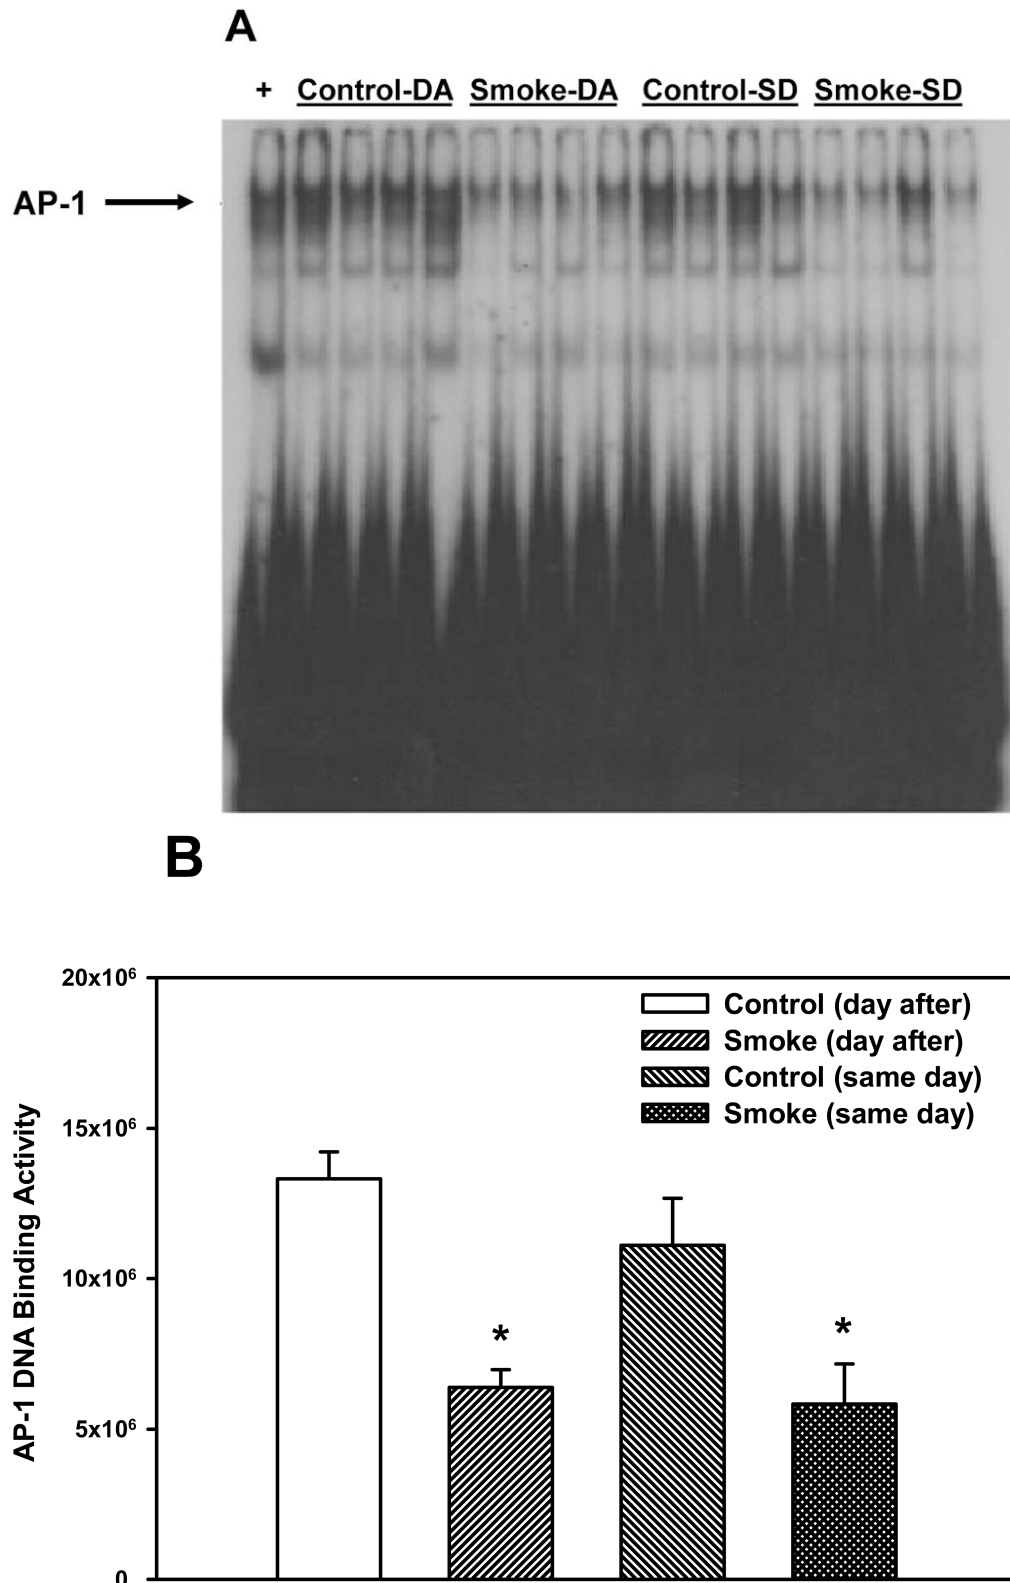 A
+ Control-DA Smoke-DA Control-SD Smoke-SD
AP-1
B
20x10⁶
15x10⁶
10x10⁶
5x10⁶
0
AP-1 DNA Binding Activity
Control (day after)
Smoke (day after)
Control (same day)
Smoke (same day)
*
*